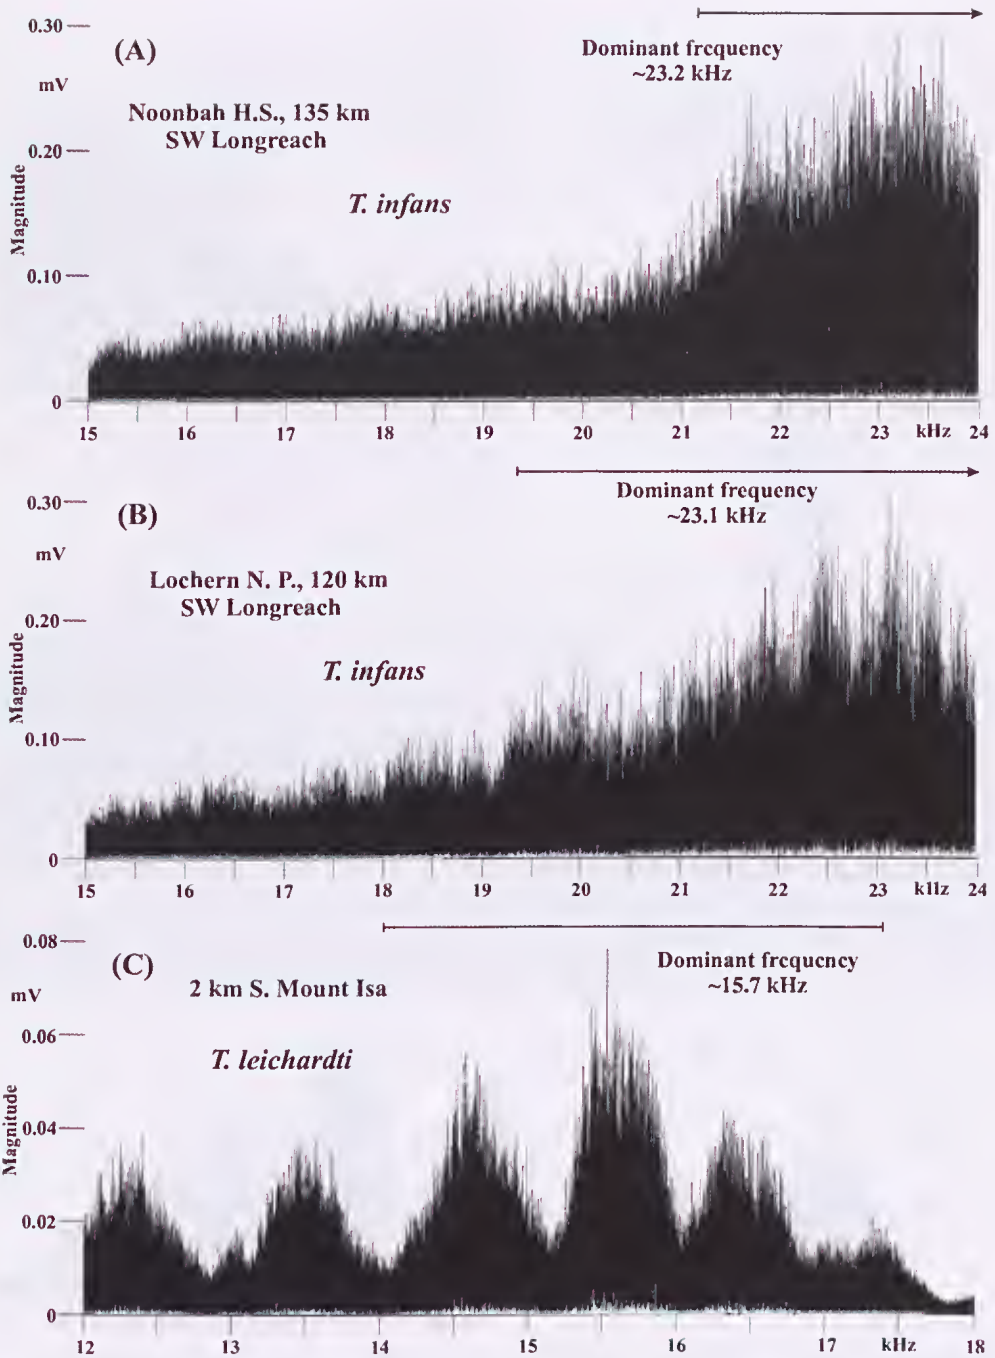 0.30
(A)
Dominant frequency
~23.2 kHz
mV
Noonbah H.S., 135 km
SW Longreach
0.20
T. infans
Magnitude
0.10
0
15 16 17 18 19 20 21 22 23 kHz 24
Dominant frequency
~23.1 kHz
0.30
(B)
mV
Lochern N. P., 120 km
SW Longreach
0.20
T. infans
Magnitude
0.10
0
15 16 17 18 19 20 21 22 23 kHz 24
0.08
(C)
Dominant frequency
~15.7 kHz
mV
2 km S. Mount Isa
0.06
T. leichardti
Magnitude
0.04
0.02
0
12 13 14 15 16 17 kHz 18